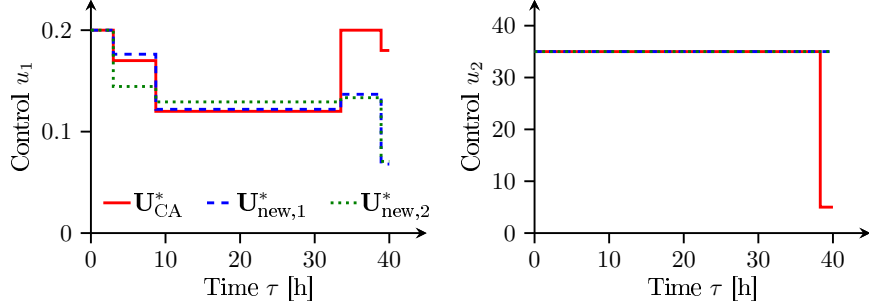 Control u₁
0.2
0.1
0
U*CA U*new,1 U*new,2
0 10 20 30 40
Time τ [h]
Control u₂
40
30
20
10
0
0 10 20 30 40
Time τ [h]